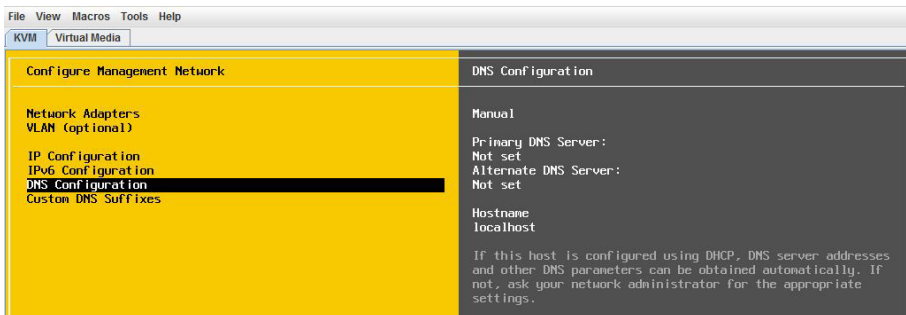 File View Macros Tools Help
KVM Virtual Media
Configure Management Network
Network Adapters
VLAN (optional)
IP Configuration
IPv6 Configuration
DNS Configuration
Custom DNS Suffixes
DNS Configuration
Manual
Primary DNS Server:
Not set
Alternate DNS Server:
Not set
Hostname
localhost
If this host is configured using DHCP, DNS server addresses
and other DNS parameters can be obtained automatically. If
not, ask your network administrator for the appropriate
settings.